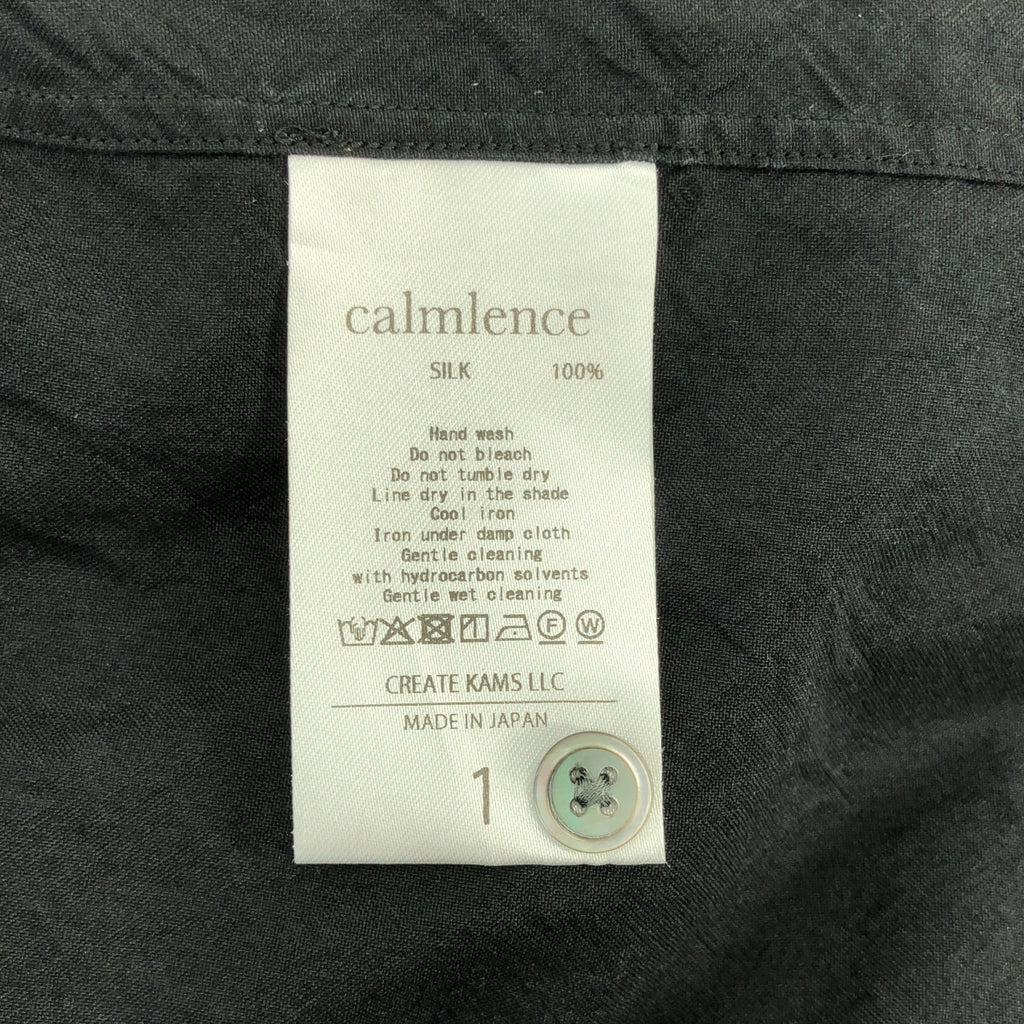 calmlence
SILK 100%
Hand wash
Do not bleach
Do not tumble dry
Line dry in the shade
Cool iron
Iron under damp cloth
Gentle cleaning
with hydrocarbon solvents
Gentle wet cleaning
F W
CREATE KAMS LLC
MADE IN JAPAN
1